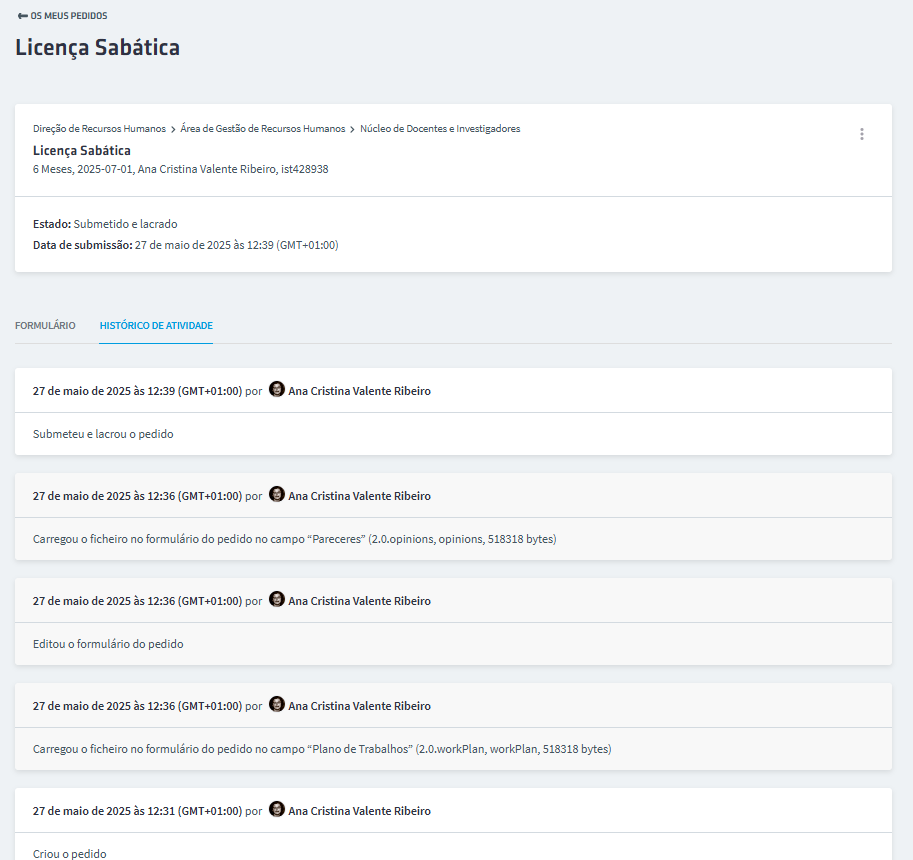 OS MEUS PEDIDOS
Licença Sabática
Direção de Recursos Humanos > Área de Gestão de Recursos Humanos > Núcleo de Docentes e Investigadores
Licença Sabática
6 Meses, 2025-07-01, Ana Cristina Valente Ribeiro, ist428938
Estado: Submetido e lacrado
Data de submissão: 27 de maio de 2025 às 12:39 (GMT+01:00)
FORMULÁRIO HISTÓRICO DE ATIVIDADE
27 de maio de 2025 às 12:39 (GMT+01:00) por Ana Cristina Valente Ribeiro
Submeteu e lacrou o pedido
27 de maio de 2025 às 12:36 (GMT+01:00) por Ana Cristina Valente Ribeiro
Carregou o ficheiro no formulário do pedido no campo “Pareceres” (2.0.opinions, opinions, 518318 bytes)
27 de maio de 2025 às 12:36 (GMT+01:00) por Ana Cristina Valente Ribeiro
Editou o formulário do pedido
27 de maio de 2025 às 12:36 (GMT+01:00) por Ana Cristina Valente Ribeiro
Carregou o ficheiro no formulário do pedido no campo “Plano de Trabalhos” (2.0.workPlan, workPlan, 518318 bytes)
27 de maio de 2025 às 12:31 (GMT+01:00) por Ana Cristina Valente Ribeiro
Criou o pedido